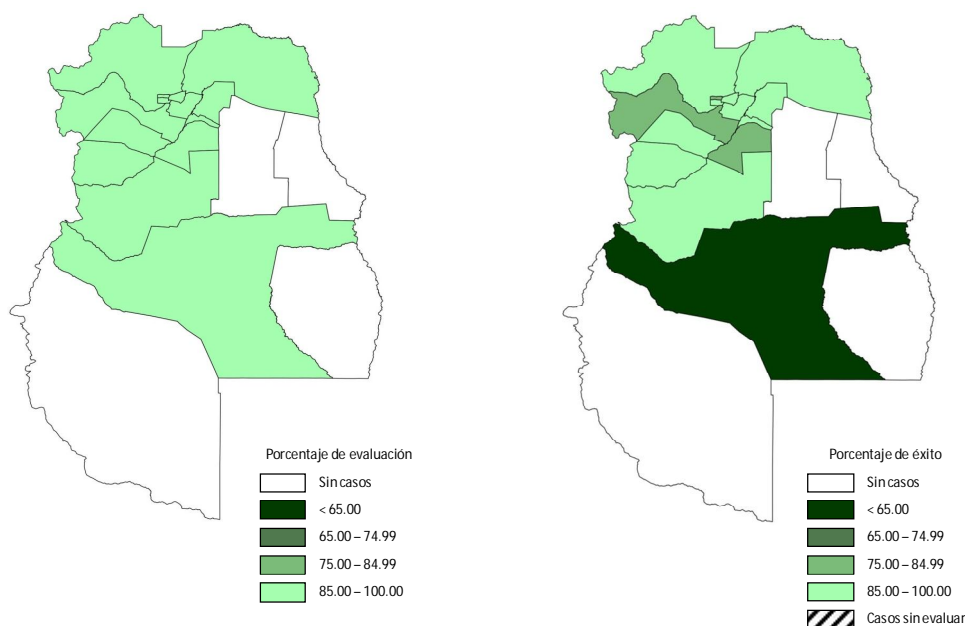 Porcentaje de evaluación
Sin casos
< 65.00
65.00 – 74.99
75.00 – 84.99
85.00 – 100.00
Porcentaje de éxito
Sin casos
< 65.00
65.00 – 74.99
75.00 – 84.99
85.00 – 100.00
Casos sin evaluar